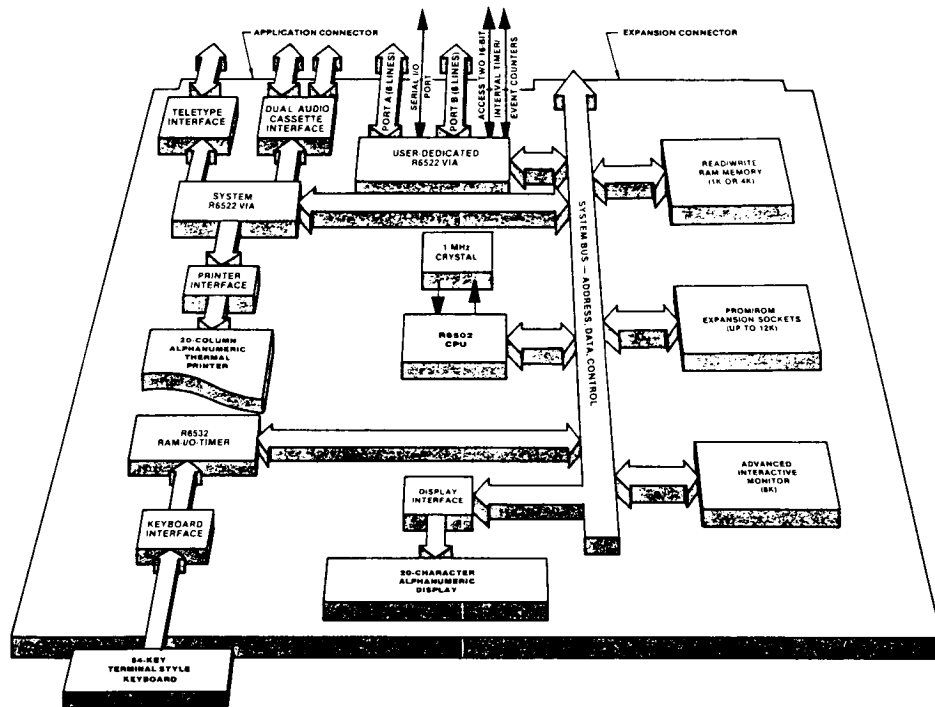 APPLICATION CONNECTOR
EXPANSION CONNECTOR
TELETYPE
INTERFACE
DUAL AUDIO
CASSETTE
INTERFACE
PORT A (8 LINES)
SERIAL I/O
PORT
PORT B (8 LINES)
ACCESS TWO 16-BIT
INTERVAL TIMER/
EVENT COUNTERS
USER-DEDICATED
R6522 VIA
READ/WRITE
RAM MEMORY
(1K OR 4K)
SYSTEM
R6522 VIA
SYSTEM BUS — ADDRESS, DATA, CONTROL
1 MHz
CRYSTAL
PRINTER
INTERFACE
PROM/ROM
EXPANSION SOCKETS
(UP TO 12K)
R6502
CPU
20-COLUMN
ALPHANUMERIC
THERMAL
PRINTER
R6532
RAM-I/O-TIMER
ADVANCED
INTERACTIVE
MONITOR
(8K)
DISPLAY
INTERFACE
KEYBOARD
INTERFACE
20-CHARACTER
ALPHANUMERIC
DISPLAY
54-KEY
TERMINAL STYLE
KEYBOARD